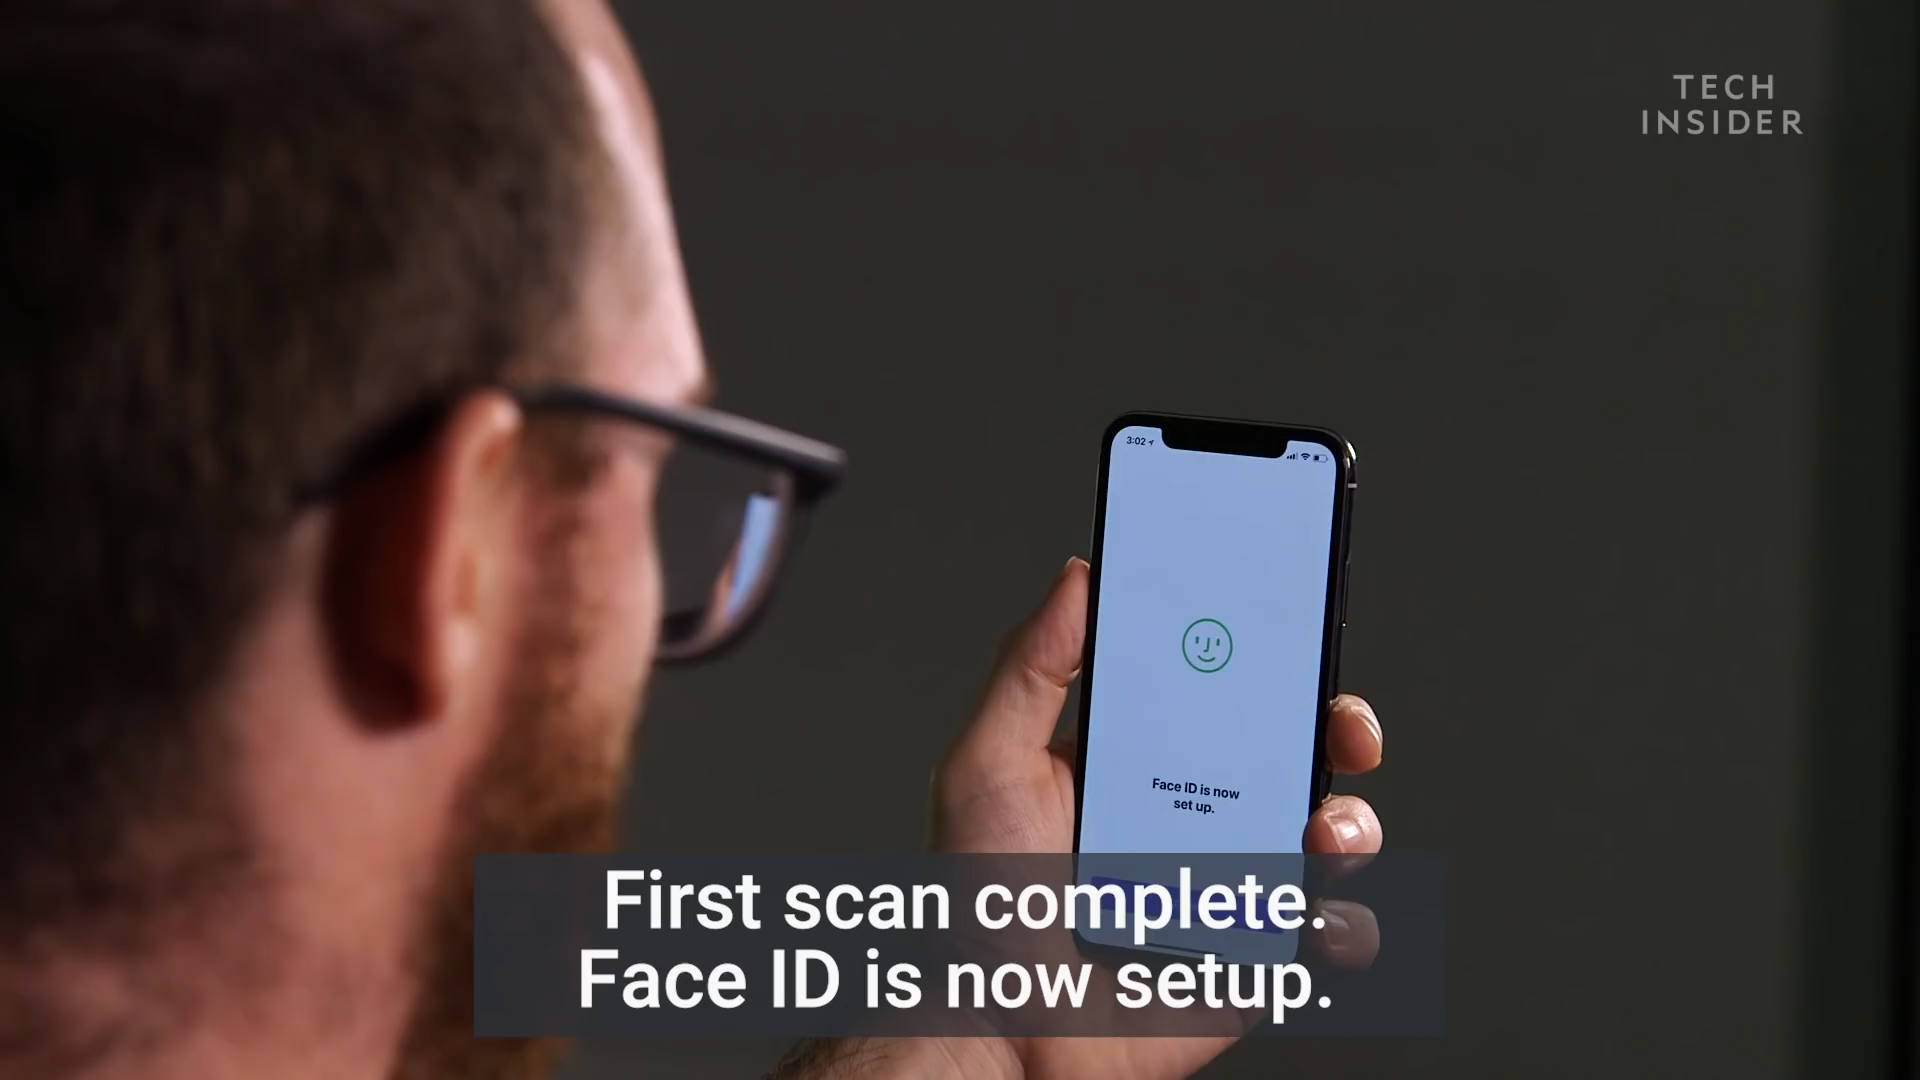 TECH
INSIDER
3:02
Face ID is now
set up.
First scan complete.
Face ID is now setup.